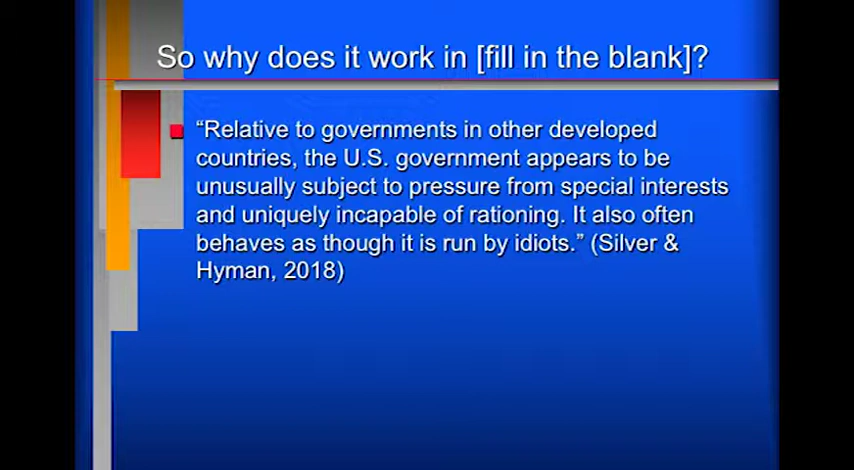 So why does it work in [fill in the blank]?
“Relative to governments in other developed
countries, the U.S. government appears to be
unusually subject to pressure from special interests
and uniquely incapable of rationing. It also often
behaves as though it is run by idiots.” (Silver &
Hyman, 2018)